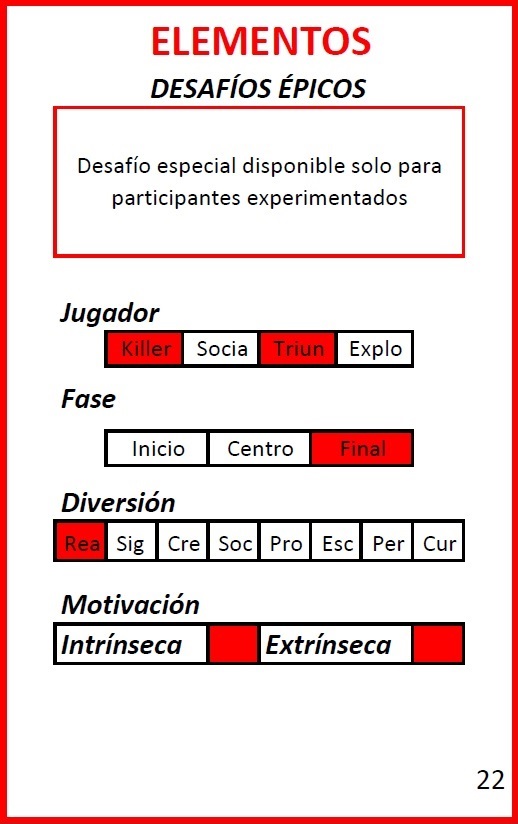 ELEMENTOS
DESAFÍOS ÉPICOS
Desafío especial disponible solo para
participantes experimentados
Jugador
Killer Socia Triun Explo
Fase
Inicio Centro Final
Diversión
Rea Sig Cre Soc Pro Esc Per Cur
Motivación
Intrínseca Extrínseca
22